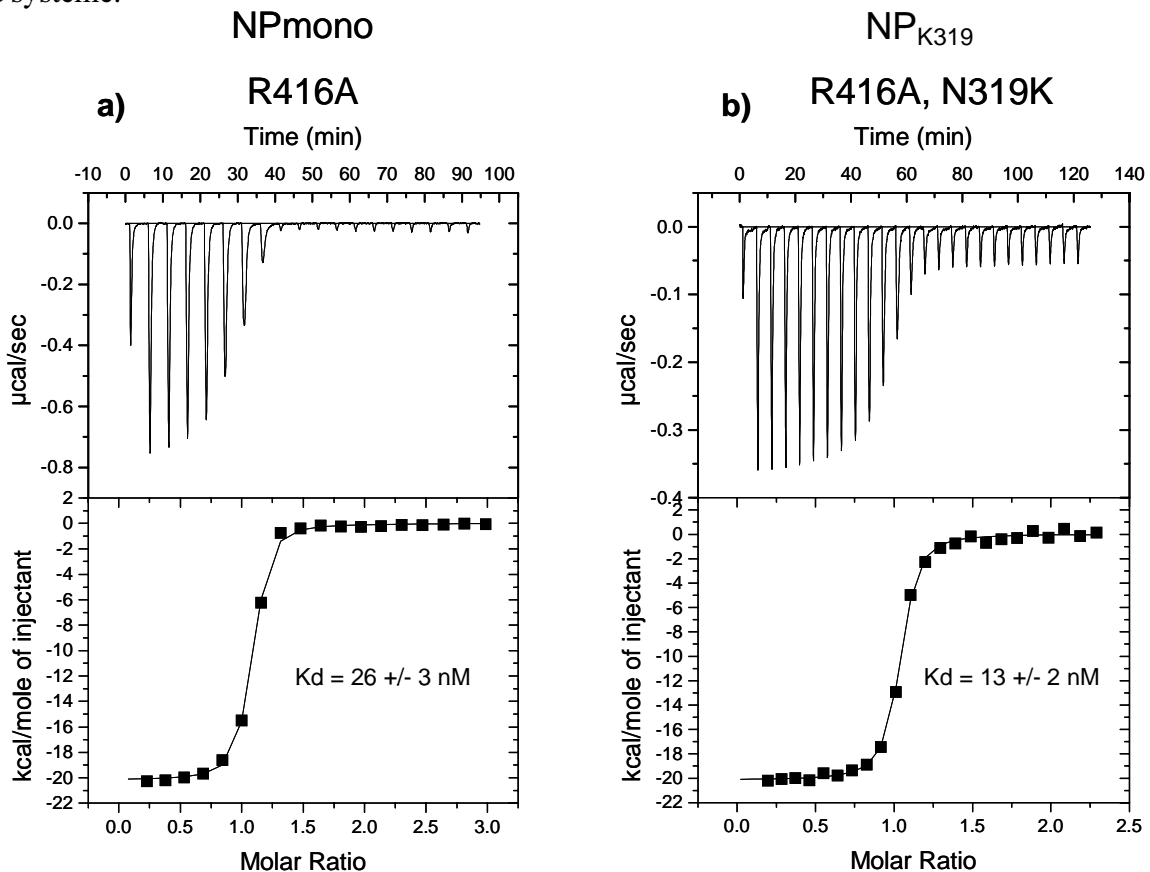 système.
NPmono
R416A
a)
Time (min)
-10 0 10 20 30 40 50 60 70 80 90 100
0.0
-0.2
-0.4
-0.6
-0.8
µcal/sec
2
0
-2
-4
-6
-8
-10
-12
-14
-16
-18
-20
-22
kcal/mole of injectant
Kd = 26 +/- 3 nM
0.0 0.5 1.0 1.5 2.0 2.5 3.0
Molar Ratio
NPK319
b)
R416A, N319K
Time (min)
0 20 40 60 80 100 120 140
0.0
-0.1
-0.2
-0.3
-0.4
µcal/sec
2
0
-2
-4
-6
-8
-10
-12
-14
-16
-18
-20
-22
kcal/mole of injectant
Kd = 13 +/- 2 nM
0.0 0.5 1.0 1.5 2.0 2.5
Molar Ratio